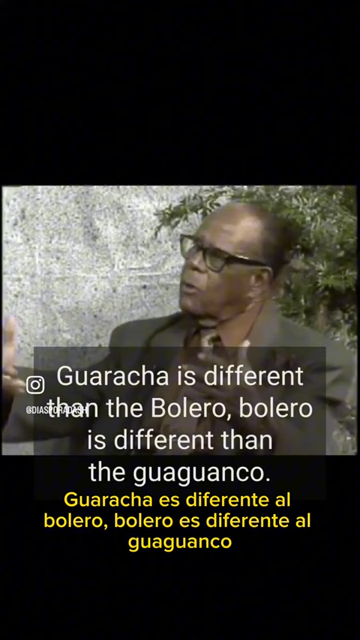 Guaracha is different
than the Bolero, bolero
is different than
the guaguanco.
Guaracha es diferente al
bolero, bolero es diferente al
guaguanco